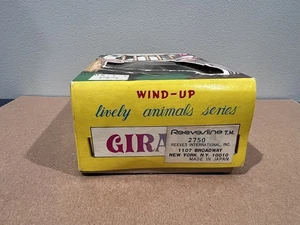 WIND-UP
lively animals series
GIRA
Reevesline T.M.
2750
REEVES INTERNATIONAL, INC.
1107 BROADWAY
NEW YORK, N.Y. 10010
MADE IN JAPAN